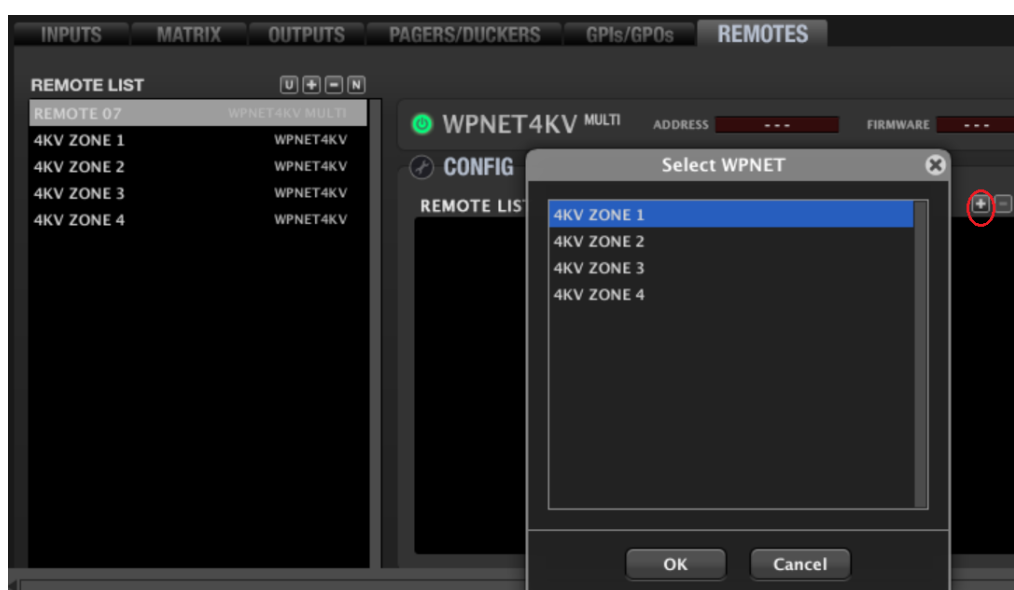 INPUTS MATRIX OUTPUTS PAGERS/DUCKERS GPIs/GPOs REMOTES
REMOTE LIST U + - N
REMOTE 07 WPNET4KV MULTI
4KV ZONE 1 WPNET4KV
4KV ZONE 2 WPNET4KV
4KV ZONE 3 WPNET4KV
4KV ZONE 4 WPNET4KV
WPNET4KV MULTI ADDRESS --- FIRMWARE ---
CONFIG
REMOTE LIS
+ -
Select WPNET
4KV ZONE 1
4KV ZONE 2
4KV ZONE 3
4KV ZONE 4
OK Cancel